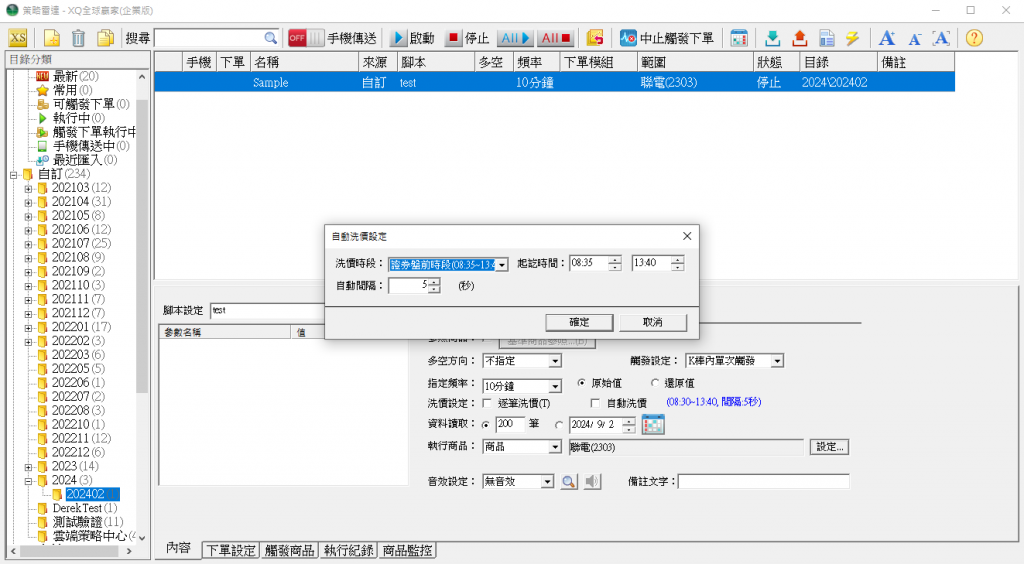 策略雷達 - XQ全球贏家(企業版)
XS 搜尋 OFF 手機傳送 啟動 停止 All All 中止觸發下單 A A A
目錄分類
手機 下單 名稱 來源 腳本 多空 頻率 下單模組 範圍 狀態 目錄 備註
Sample 自訂 test 10分鐘 聯電(2303) 停止 2024\202402
最新(20)
常用(0)
可觸發下單(0)
執行中(0)
觸發下單執行中
手機傳送中(0)
最近匯入(0)
自訂(234)
202103(12)
202104(31)
202105(8)
202106(12)
202107(25)
202108(9)
202109(2)
202110(3)
202111(7)
202112(7)
202201(17)
202202(3)
202203(6)
202205(5)
202206(1)
202207(2)
202208(2)
202210(1)
202211(12)
202212(6)
2023(14)
2024(3)
202402
DerekTest(1)
測試驗證(11)
雲端策略中心(4
自動洗價設定
洗價時段： 證券盤前時段(08:35~13:4 起訖時間： 08:35 13:40
自動間隔： 5 (秒)
確定 取消
腳本設定 test
參數名稱 值
多空方向： 不指定 觸發設定： K棒內單次觸發
指定頻率： 10分鐘 原始值 還原值
洗價設定： 逐筆洗價(T) 自動洗價 (08:30~13:40, 間隔:5秒)
資料讀取： 200 筆 2024/ 9/ 2
執行商品： 商品 聯電(2303) 設定...
音效設定： 無音效 備註文字：
內容 下單設定 觸發商品 執行紀錄 商品監控